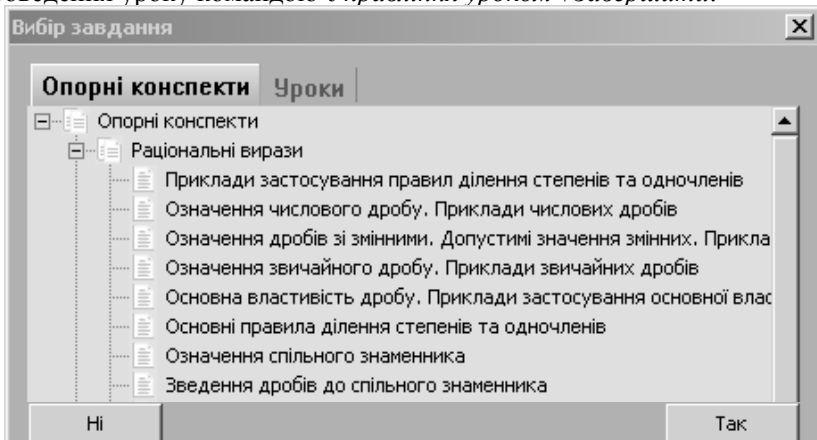 Вибір завдання
Опорні конспекти Уроки
Опорні конспекти
Раціональні вирази
Приклади застосування правил ділення степенів та одночленів
Означення числового дробу. Приклади числових дробів
Означення дробів зі змінними. Допустимі значення змінних. Прикла
Означення звичайного дробу. Приклади звичайних дробів
Основна властивість дробу. Приклади застосування основної влас
Основні правила ділення степенів та одночленів
Означення спільного знаменника
Зведення дробів до спільного знаменника
Ні Так